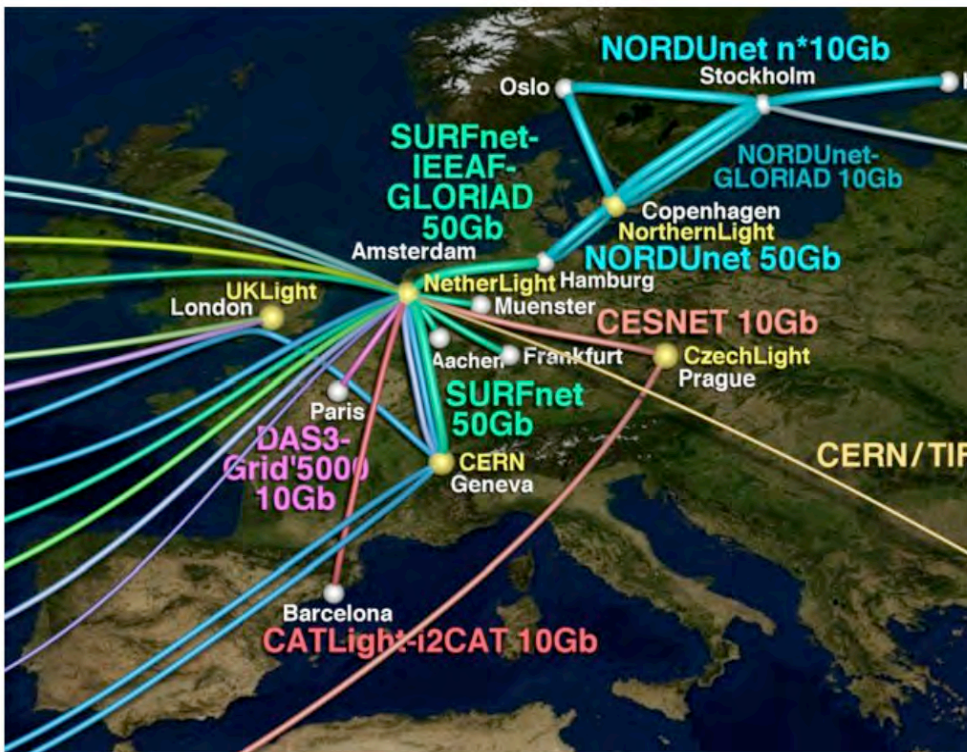 NORDUnet n*10Gb
Stockholm
Oslo
SURFnet-
IEEAF-
GLORIAD
50Gb
NORDUnet-
GLORIAD 10Gb
Copenhagen
NorthernLight
Amsterdam
NORDUnet 50Gb
NetherLight
Hamburg
UKLight
London
Muenster
CESNET 10Gb
Aachen
Frankfurt
CzechLight
Prague
SURFnet
50Gb
Paris
DAS3-
Grid'5000
10Gb
CERN
Geneva
CERN/TIF
Barcelona
CATLight-i2CAT 10Gb